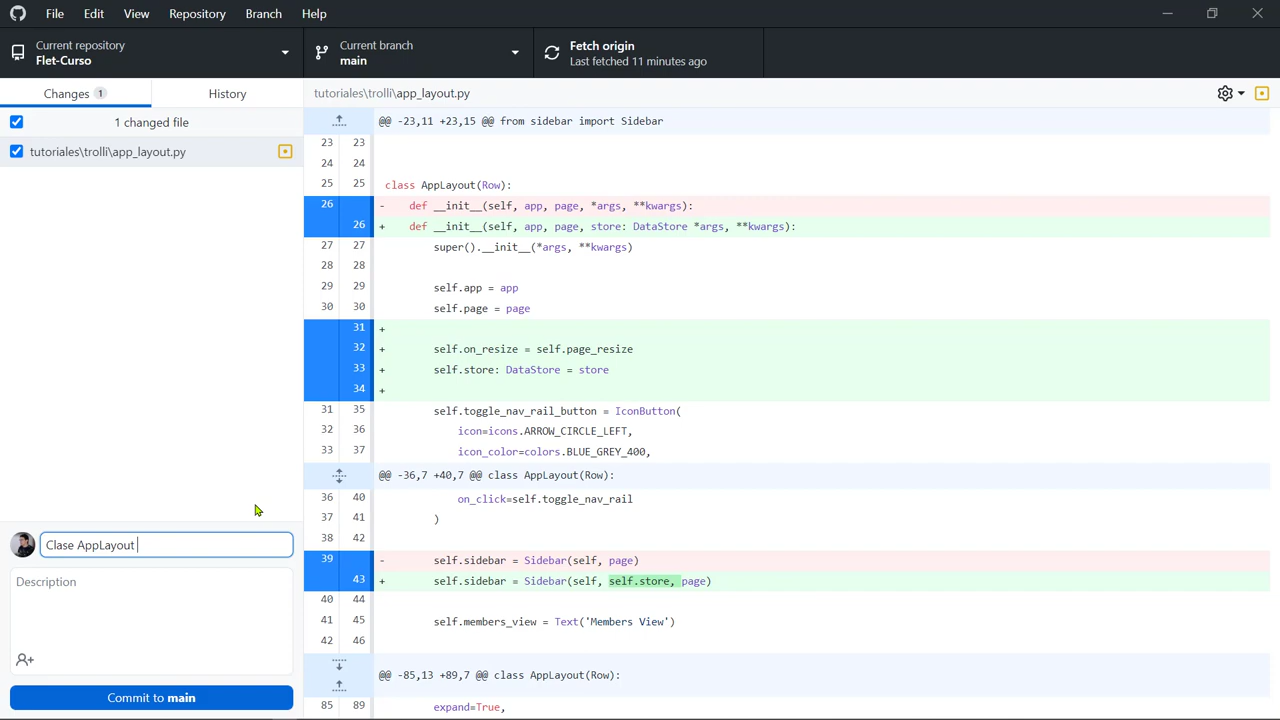 File Edit View Repository Branch Help
Current repository
Flet-Curso
Current branch
main
Fetch origin
Last fetched 11 minutes ago
Changes 1
History
tutoriales\trolli\app_layout.py
1 changed file
tutoriales\trolli\app_layout.py
@@ -23,11 +23,15 @@ from sidebar import Sidebar
23 23
24 24
25 25 class AppLayout(Row):
26 - def __init__(self, app, page, *args, **kwargs):
26 + def __init__(self, app, page, store: DataStore *args, **kwargs):
27 27 super().__init__(*args, **kwargs)
28 28
29 29 self.app = app
30 30 self.page = page
31 +
32 + self.on_resize = self.page_resize
33 + self.store: DataStore = store
34 +
31 35 self.toggle_nav_rail_button = IconButton(
32 36 icon=icons.ARROW_CIRCLE_LEFT,
33 37 icon_color=colors.BLUE_GREY_400,
@@ -36,7 +40,7 @@ class AppLayout(Row):
36 40 on_click=self.toggle_nav_rail
37 41 )
38 42
39 - self.sidebar = Sidebar(self, page)
43 + self.sidebar = Sidebar(self, self.store, page)
40 44
41 45 self.members_view = Text('Members View')
42 46
@@ -85,13 +89,7 @@ class AppLayout(Row):
85 89 expand=True,
Clase AppLayout
Description
Commit to main